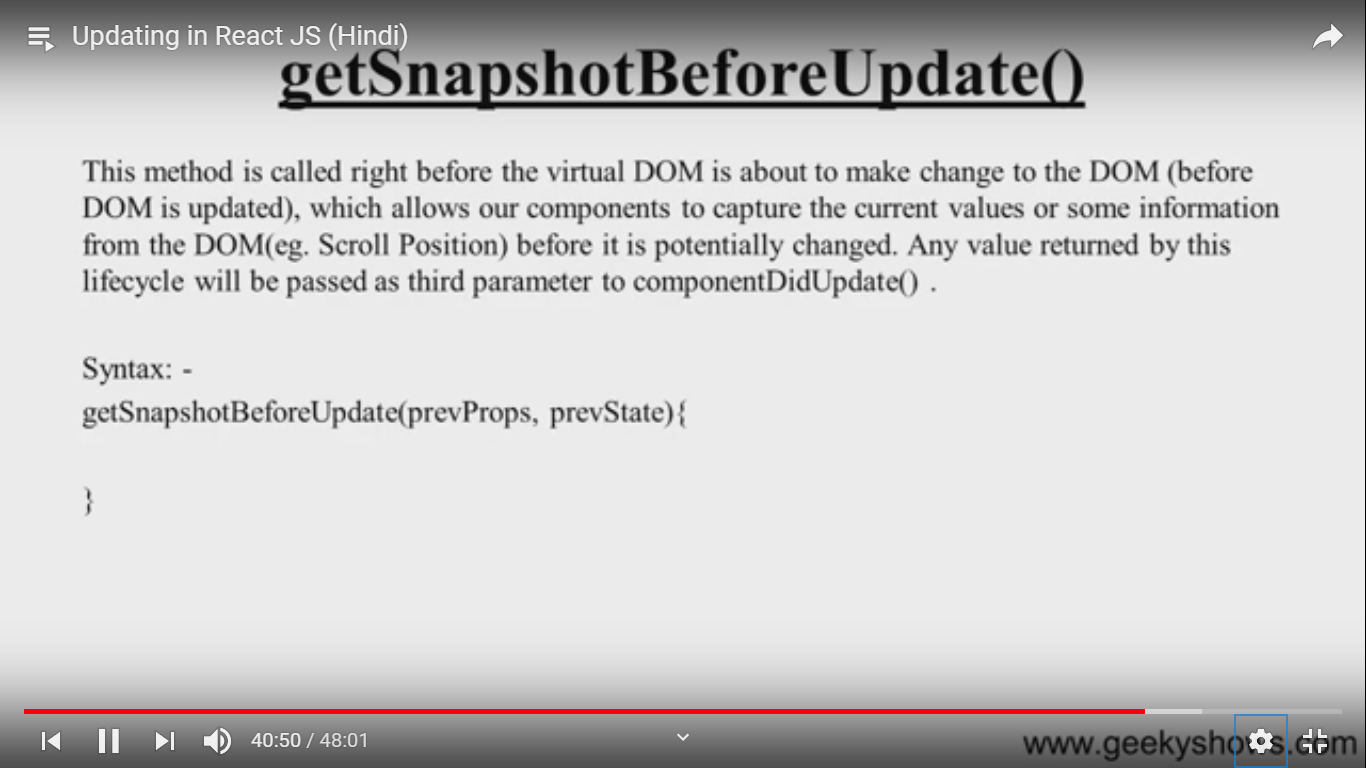 Updating in React JS (Hindi)
getSnapshotBeforeUpdate()
This method is called right before the virtual DOM is about to make change to the DOM (before
DOM is updated), which allows our components to capture the current values or some information
from the DOM(eg. Scroll Position) before it is potentially changed. Any value returned by this
lifecycle will be passed as third parameter to componentDidUpdate() .
Syntax: -
getSnapshotBeforeUpdate(prevProps, prevState){
}
40:50 / 48:01
www.geekyshows.com